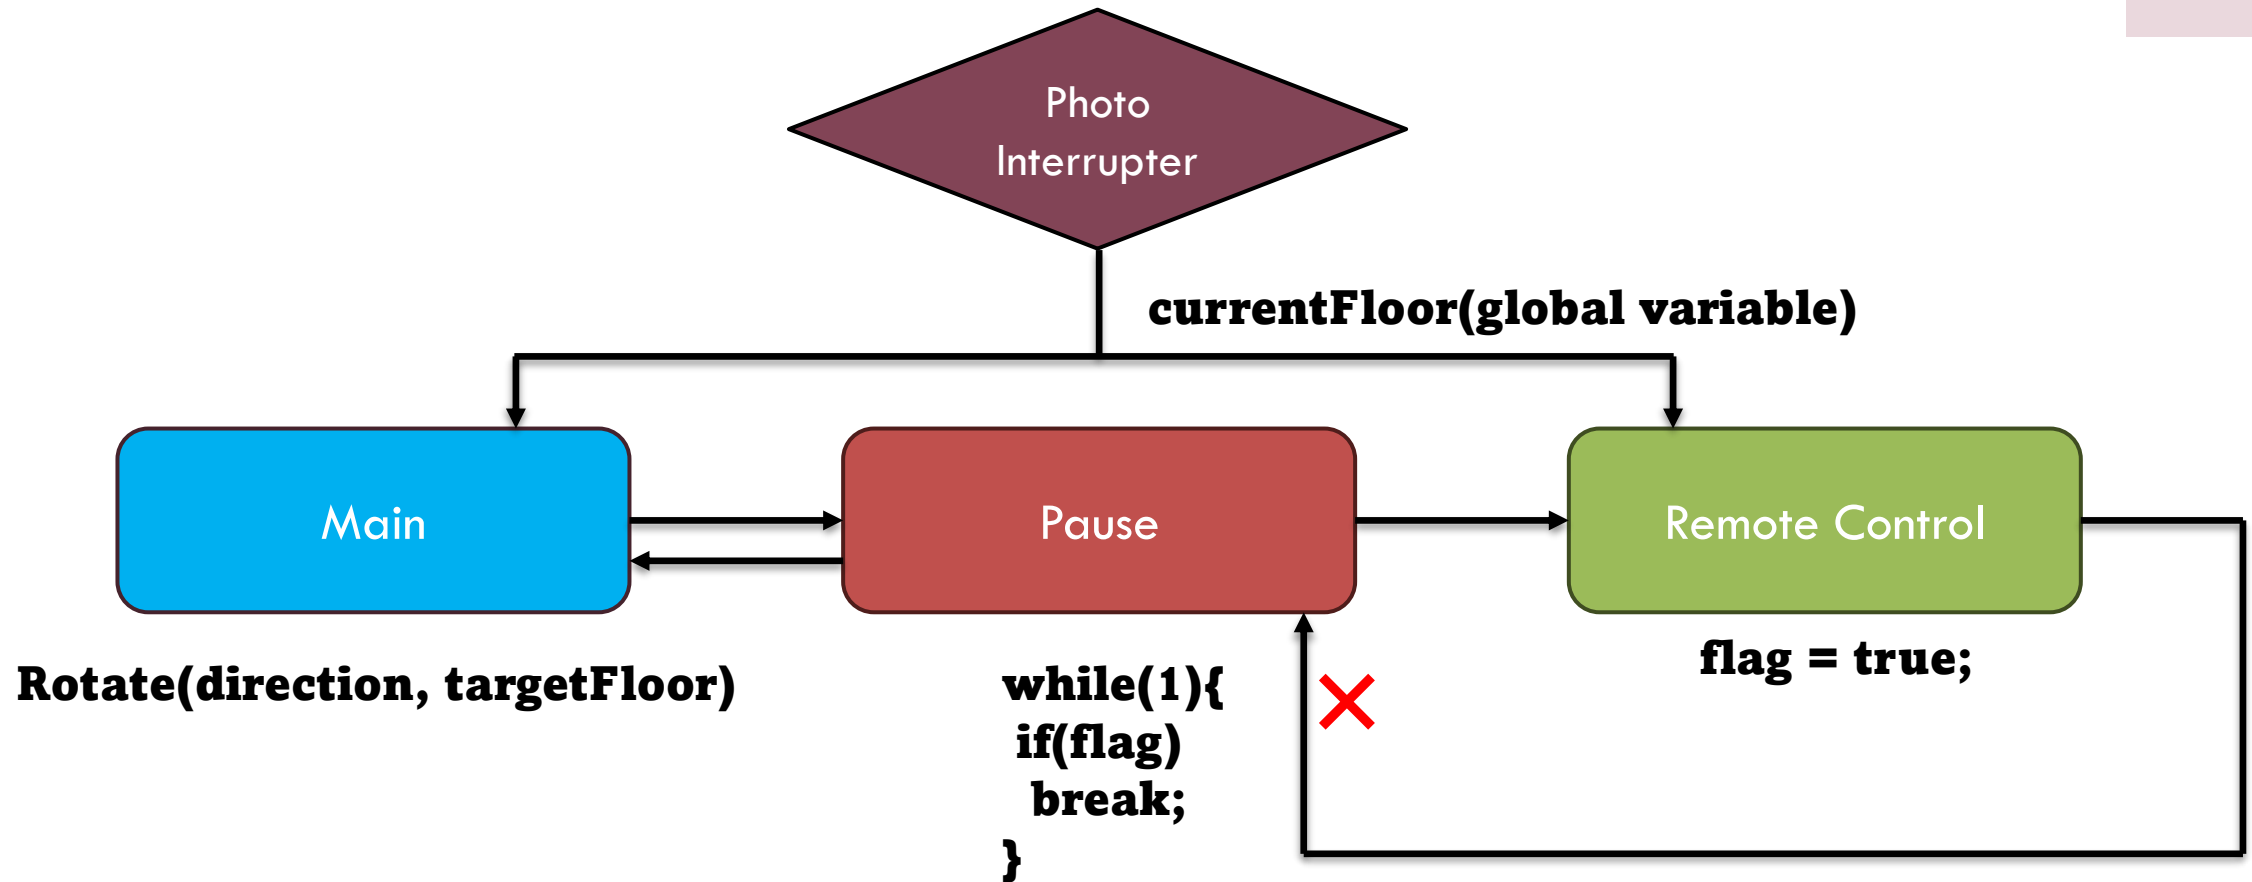 Photo
Interrupter
currentFloor(global variable)
Main
Pause
Remote Control
Rotate(direction, targetFloor)
while(1){
if(flag)
break;
}
flag = true;